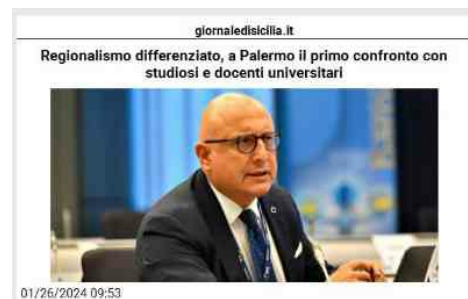 giornaledisicilia.it
Regionalismo differenziato, a Palermo il primo confronto con
studiosi e docenti universitari
01/26/2024 09:53